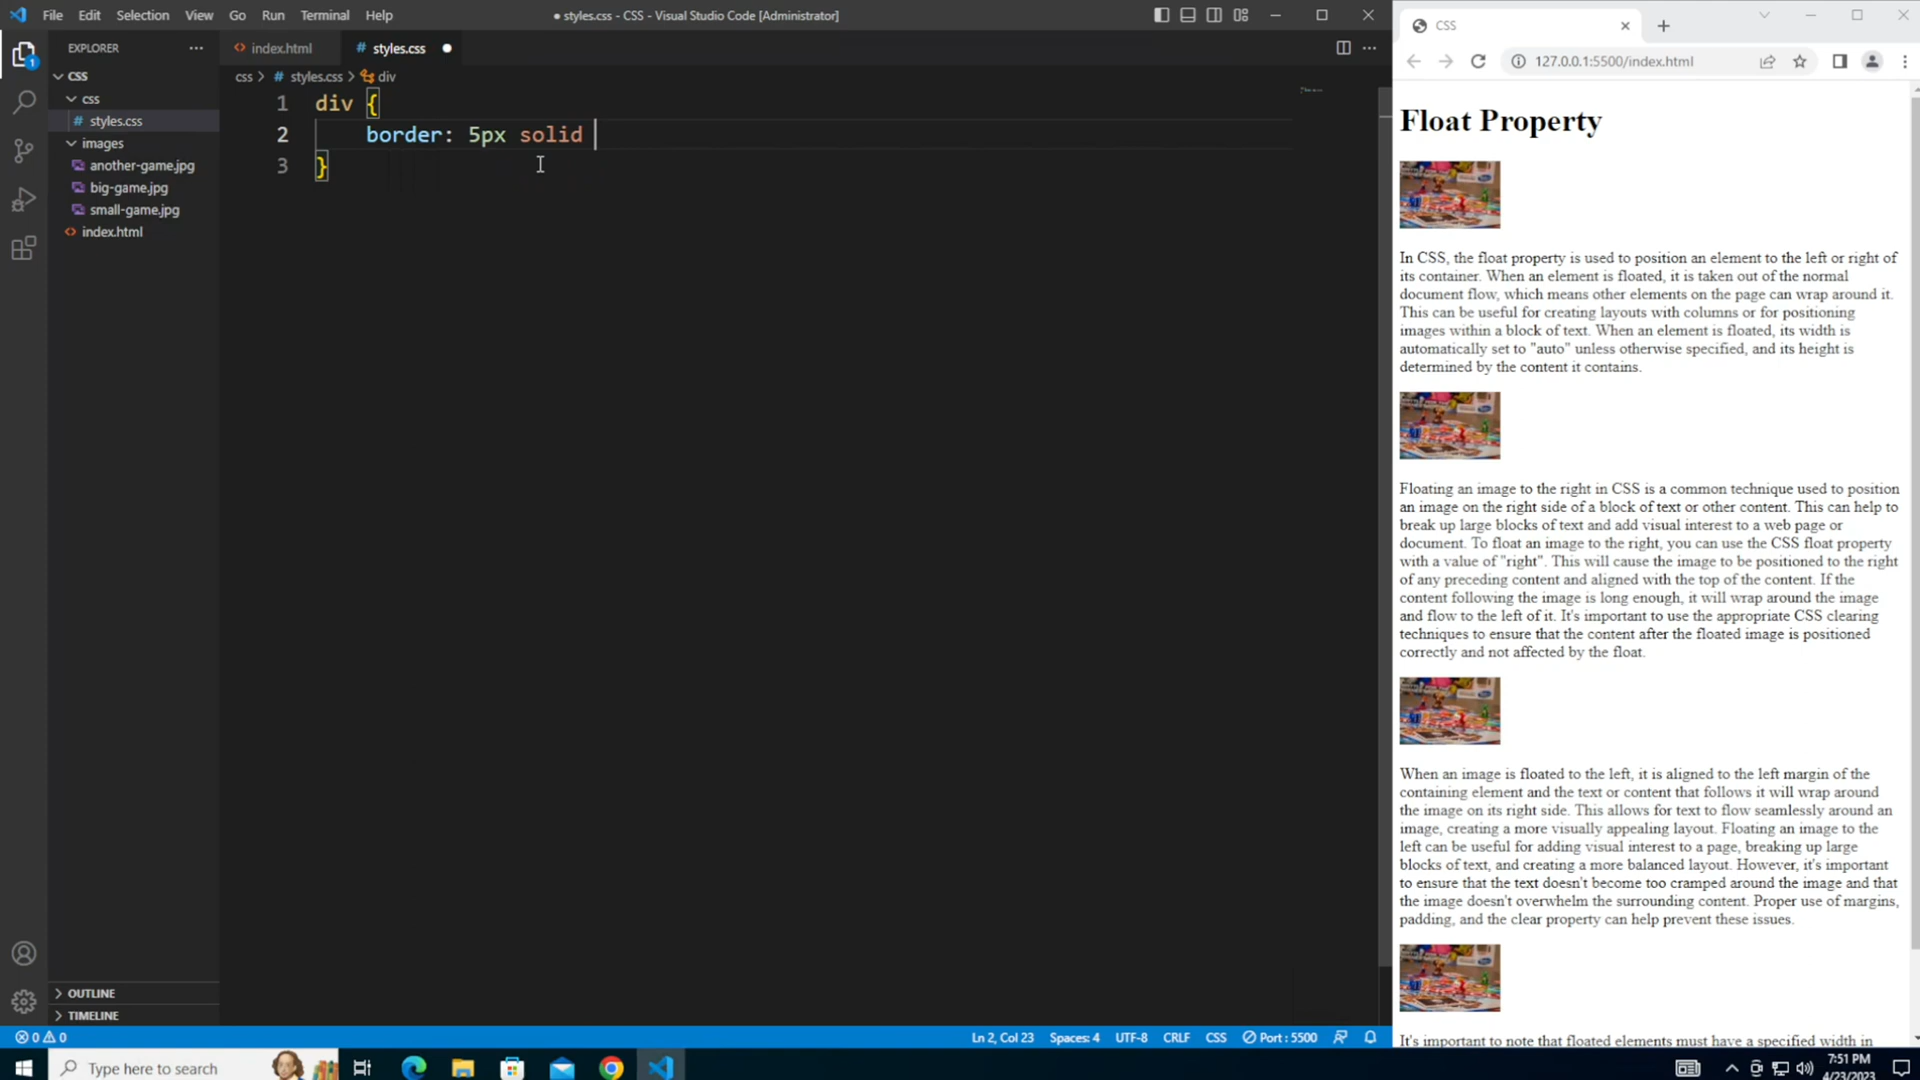 File Edit Selection View Go Run Terminal Help
● styles.css - CSS - Visual Studio Code [Administrator]
EXPLORER
CSS
css
styles.css
images
another-game.jpg
big-game.jpg
small-game.jpg
index.html
OUTLINE
TIMELINE
index.html
styles.css
css > styles.css > div
1 div {
2 border: 5px solid
3 }
0 0
Ln 2, Col 23
Spaces: 4
UTF-8
CRLF
CSS
Port : 5500
CSS
127.0.0.1:5500/index.html
Float Property
In CSS, the float property is used to position an element to the left or right of
its container. When an element is floated, it is taken out of the normal
document flow, which means other elements on the page can wrap around it.
This can be useful for creating layouts with columns or for positioning
images within a block of text. When an element is floated, its width is
automatically set to "auto" unless otherwise specified, and its height is
determined by the content it contains.
Floating an image to the right in CSS is a common technique used to position
an image on the right side of a block of text or other content. This can help to
break up large blocks of text and add visual interest to a web page or
document. To float an image to the right, you can use the CSS float property
with a value of "right". This will cause the image to be positioned to the right
of any preceding content and aligned with the top of the content. If the
content following the image is long enough, it will wrap around the image
and flow to the left of it. It's important to use the appropriate CSS clearing
techniques to ensure that the content after the floated image is positioned
correctly and not affected by the float.
When an image is floated to the left, it is aligned to the left margin of the
containing element and the text or content that follows it will wrap around
the image on its right side. This allows for text to flow seamlessly around an
image, creating a more visually appealing layout. Floating an image to the
left can be useful for adding visual interest to a page, breaking up large
blocks of text, and creating a more balanced layout. However, it's important
to ensure that the text doesn't become too cramped around the image and that
the image doesn't overwhelm the surrounding content. Proper use of margins,
padding, and the clear property can help prevent these issues.
It's important to note that floated elements must have a specified width in
Type here to search
7:51 PM
4/23/2023